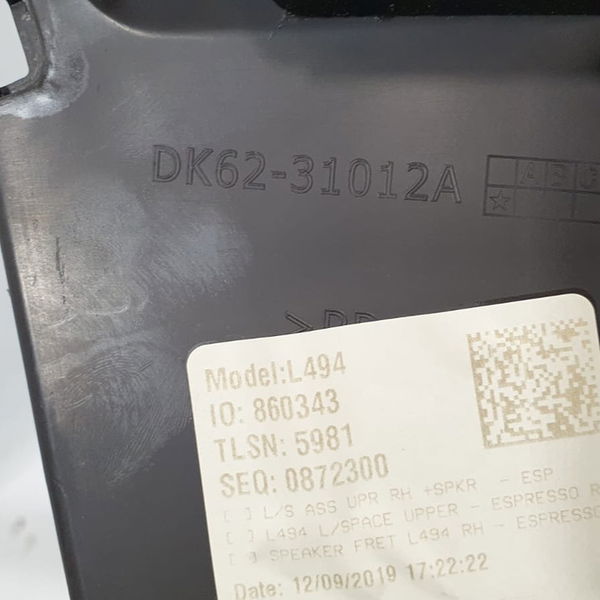 DK62-31012A
A B C
Model:L494
IO: 860343
TLSN: 5981
SEQ: 0872300
[ ] L/S ASS UPR RH +SPKR - ESP
[ ] L494 L/SPACE UPPER - ESPRESSO R
[ ] SPEAKER FRET L494 RH - ESPRESSO
Date: 12/09/2019 17:22:22